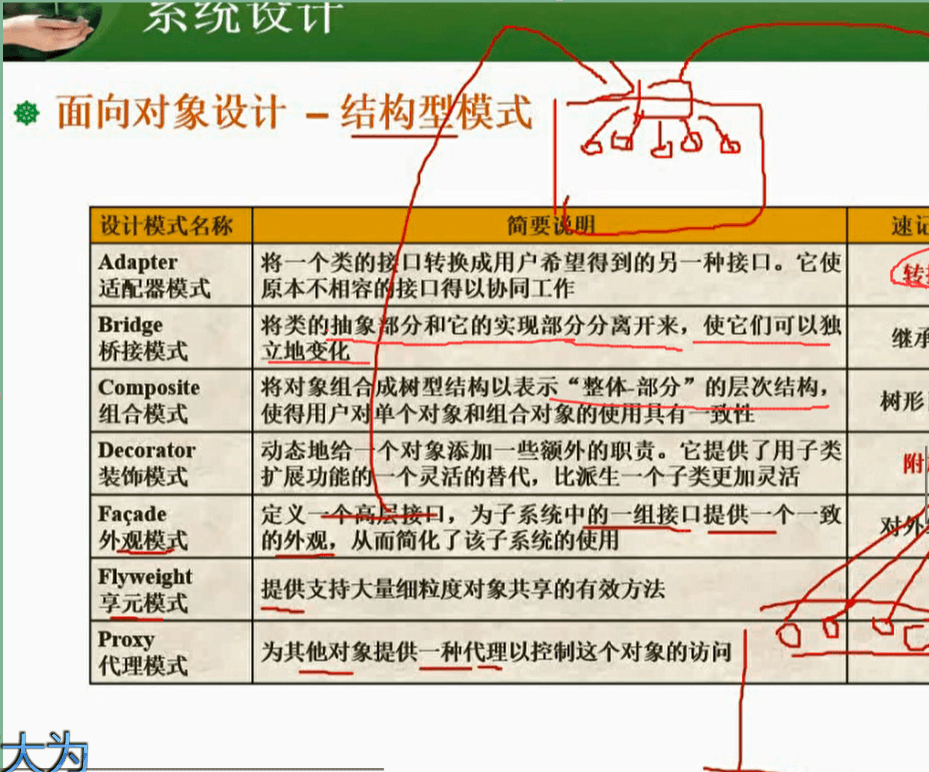 系统设计
面向对象设计 – 结构型模式
设计模式名称 简要说明 速记
Adapter
适配器模式
将一个类的接口转换成用户希望得到的另一种接口。它使
原本不相容的接口得以协同工作
转
Bridge
桥接模式
将类的抽象部分和它的实现部分分离开来，使它们可以独
立地变化
继承
Composite
组合模式
将对象组合成树型结构以表示“整体-部分”的层次结构，
使得用户对单个对象和组合对象的使用具有一致性
树形
Decorator
装饰模式
动态地给一个对象添加一些额外的职责。它提供了用子类
扩展功能的一个灵活的替代，比派生一个子类更加灵活
附
Façade
外观模式
定义一个高层接口，为子系统中的一组接口提供一个一致
的外观，从而简化了该子系统的使用
对外
Flyweight
享元模式
提供支持大量细粒度对象共享的有效方法
Proxy
代理模式
为其他对象提供一种代理以控制这个对象的访问
大为